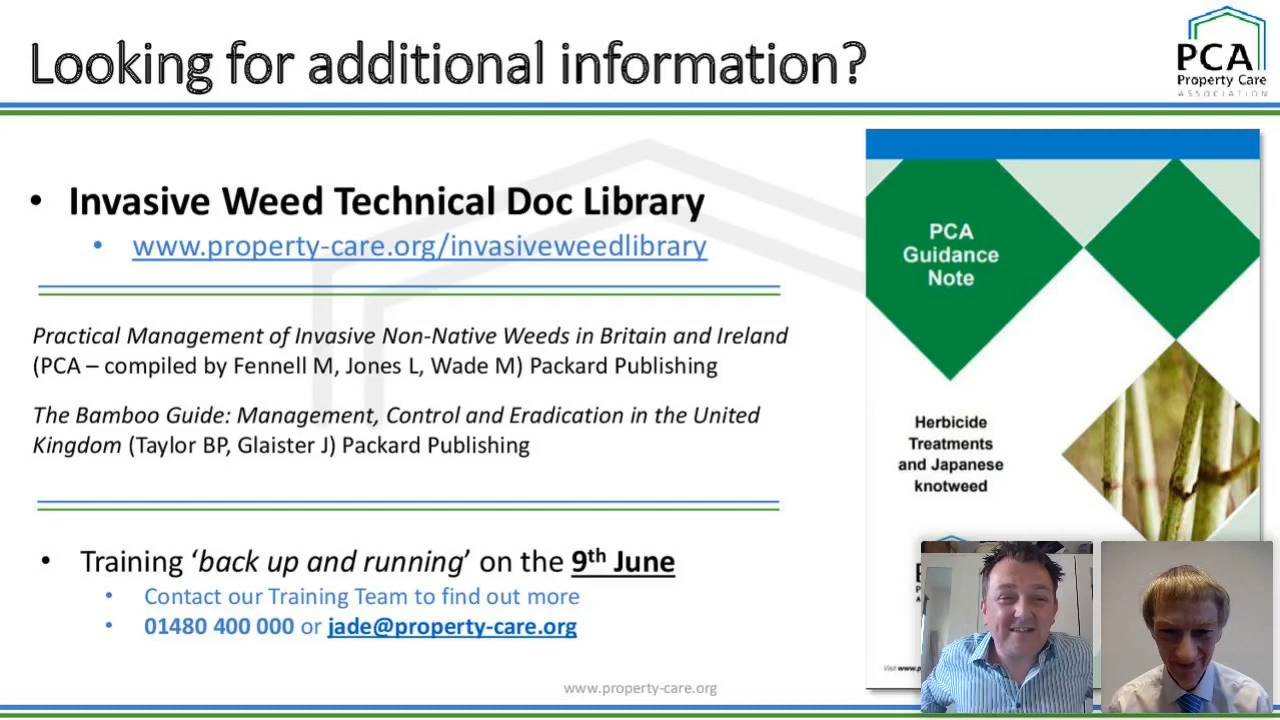 Looking for additional information?
PCA
Property Care
ASSOCIATION
• Invasive Weed Technical Doc Library
• www.property-care.org/invasiveweedlibrary
Practical Management of Invasive Non-Native Weeds in Britain and Ireland
(PCA – compiled by Fennell M, Jones L, Wade M) Packard Publishing
The Bamboo Guide: Management, Control and Eradication in the United
Kingdom (Taylor BP, Glaister J) Packard Publishing
• Training ‘back up and running’ on the 9th June
• Contact our Training Team to find out more
• 01480 400 000 or jade@property-care.org
PCA
Guidance
Note
Herbicide
Treatments
and Japanese
knotweed
www.property-care.org